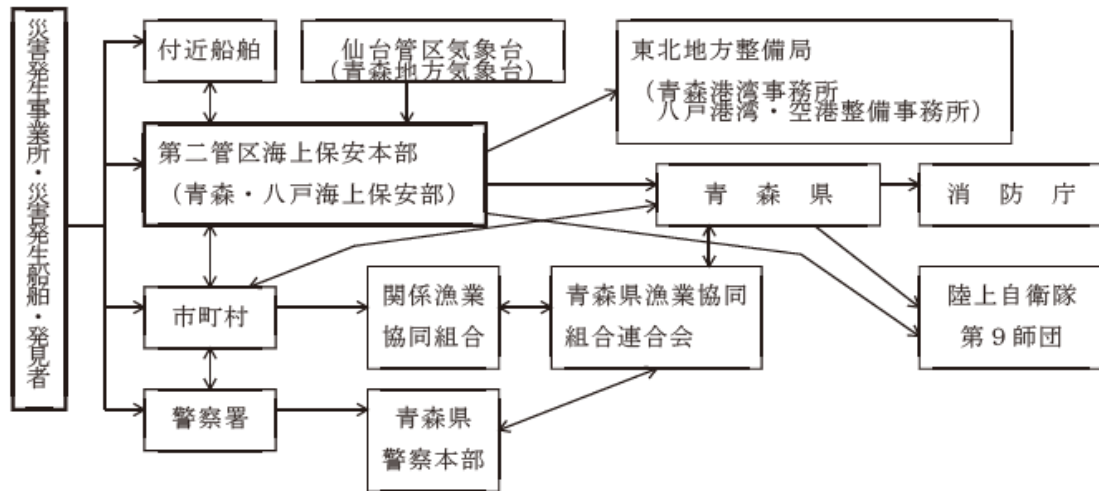 災害発生事業所・災害発生船舶・発見者
付近船舶
仙台管区気象台
(青森地方気象台)
東北地方整備局
(青森港湾事務所
八戸港湾・空港整備事務所)
第二管区海上保安本部
(青森・八戸海上保安部)
青森県
消防庁
市町村
関係漁業
協同組合
青森県漁業協同
組合連合会
陸上自衛隊
第9師団
警察署
青森県
警察本部